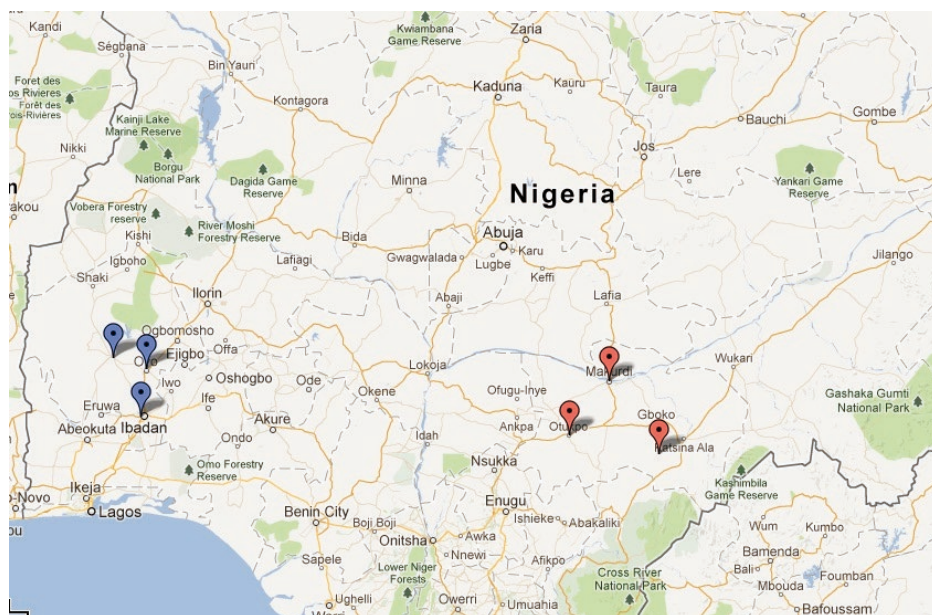 Kandi
Ségbana
Foret des
os Rivieres
Forêt des
rcis-Rivières
Nikki
Kainji Lake
Marine Reserve
Borgu
National Park
Bin Yauri
Kontagora
Dagida Game
Reserve
Kwiambana
Game Reserve
Zaria
Kaduna
Kauru
Taura
Bauchi
Gombe
Jos
Lere
Yankari Game
Reserve
n
rakou
Vobera Forestry
reserve
River Moshi
Forestry Reserve
Kishi
Igboho
Shaki
Minna
Nigeria
Abuja
Karu
Lugbe
Keffi
Bida
Gwagwalada
Lafiagi
Abaji
Lafia
Jilango
Ilorin
Ogbomosho
Offa
Ejigbo
Iwo
Oshogbo
Ife
Ode
Okene
Lokoja
Wukari
Makurdi
Ofugu-Inye
Ankpa
Gboko
Gashaka Gumti
National Park
Eruwa
Abeokuta
Ibadan
Ondo
Akure
Idah
Nsukka
Omo Forestry
Reserve
Kashimbila
Game Reserve
Ikeja
Lagos
o-Novo
ou
Benin City
Boji Boji
Onitsha
Awka
Nnewi
Enugu
Ishieke
Abakaliki
Afikpo
Sapele
Lower Niger
Forests
Cross River
National Park
Wum
Kumbo
Bamenda
Bali
Mbouda
Foumban
Bafoussam
Ughelli
Owerri
Umuahia